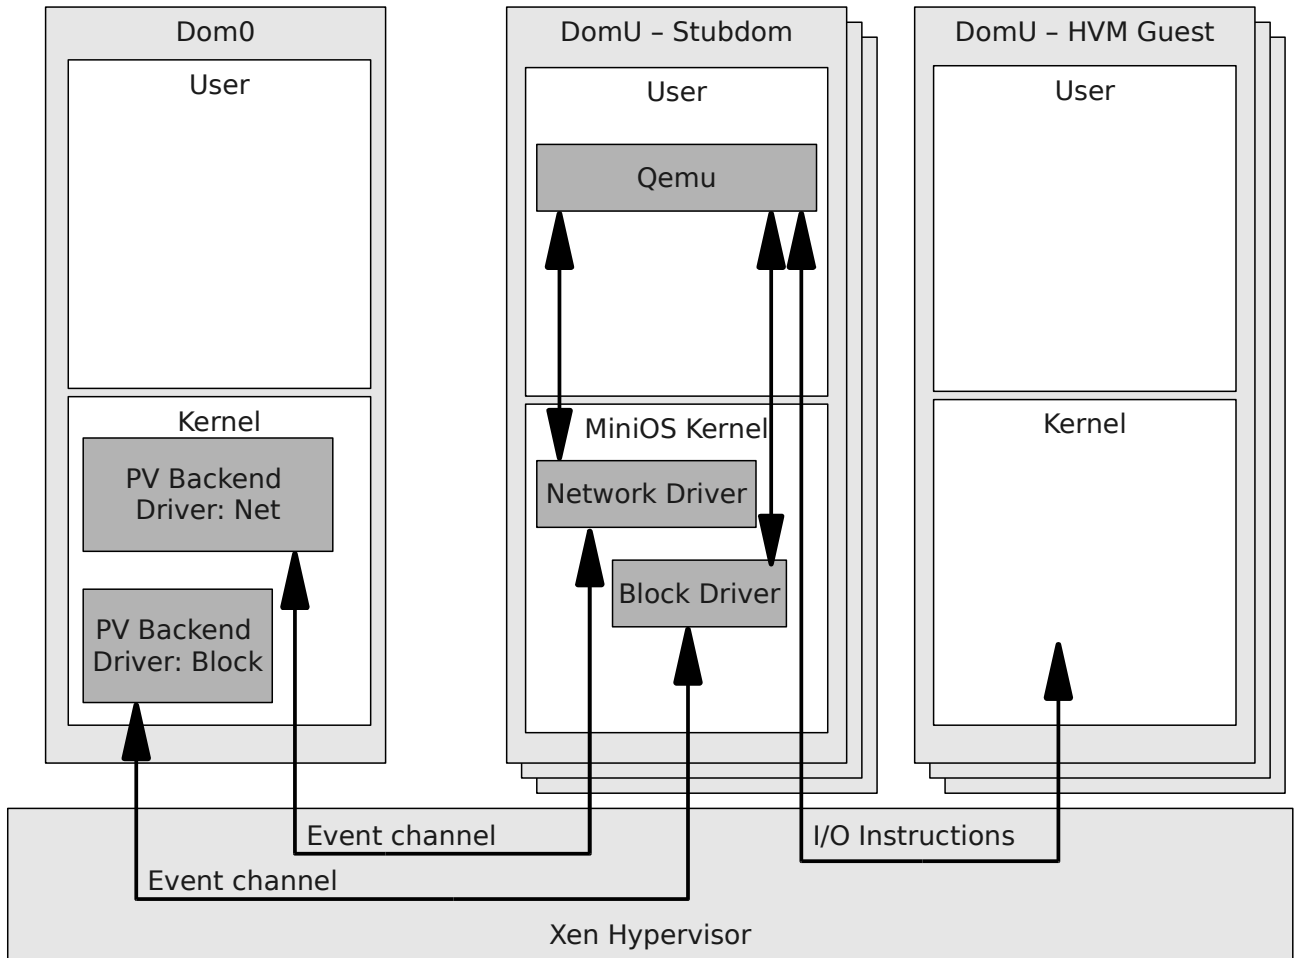 Dom0
User
Kernel
PV Backend
Driver: Net
PV Backend
Driver: Block
DomU – Stubdom
User
Qemu
MiniOS Kernel
Network Driver
Block Driver
DomU – HVM Guest
User
Kernel
Event channel
I/O Instructions
Event channel
Xen Hypervisor